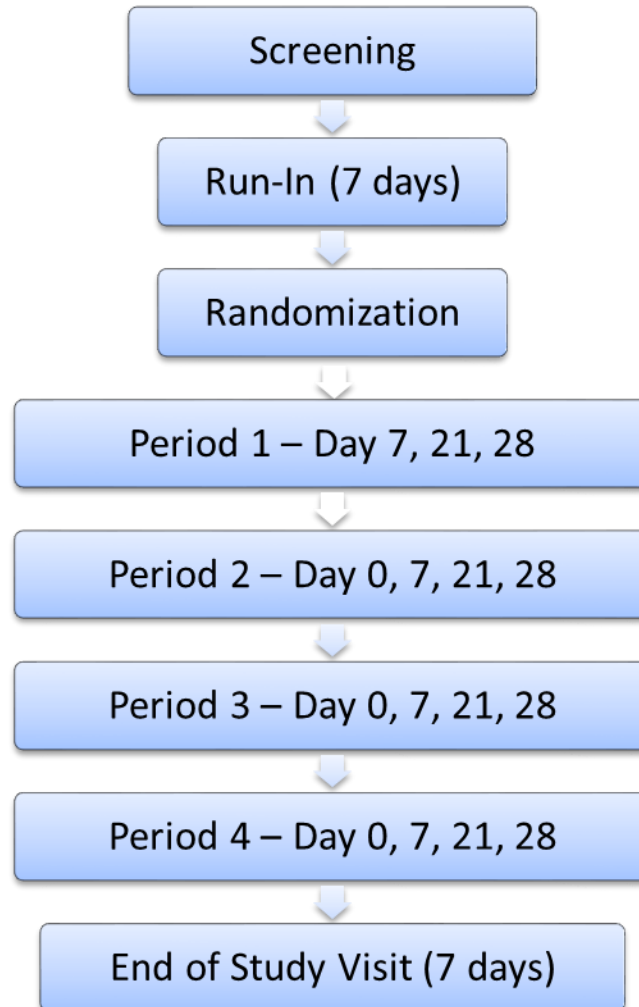 Screening
Run-In (7 days)
Randomization
Period 1 – Day 7, 21, 28
Period 2 – Day 0, 7, 21, 28
Period 3 – Day 0, 7, 21, 28
Period 4 – Day 0, 7, 21, 28
End of Study Visit (7 days)